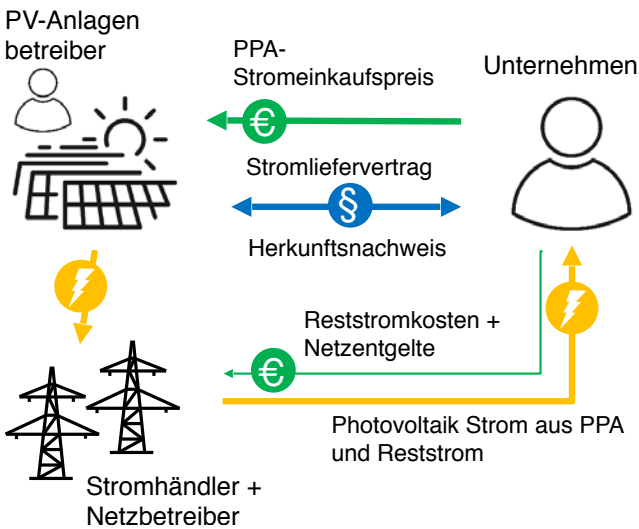 PV-Anlagen
betreiber
PPA-
Stromeinkaufspreis
€
Unternehmen
Stromliefervertrag
§
Herkunftsnachweis
Reststromkosten +
Netzentgelte
€
Photovoltaik Strom aus PPA
und Reststrom
Stromhändler +
Netzbetreiber